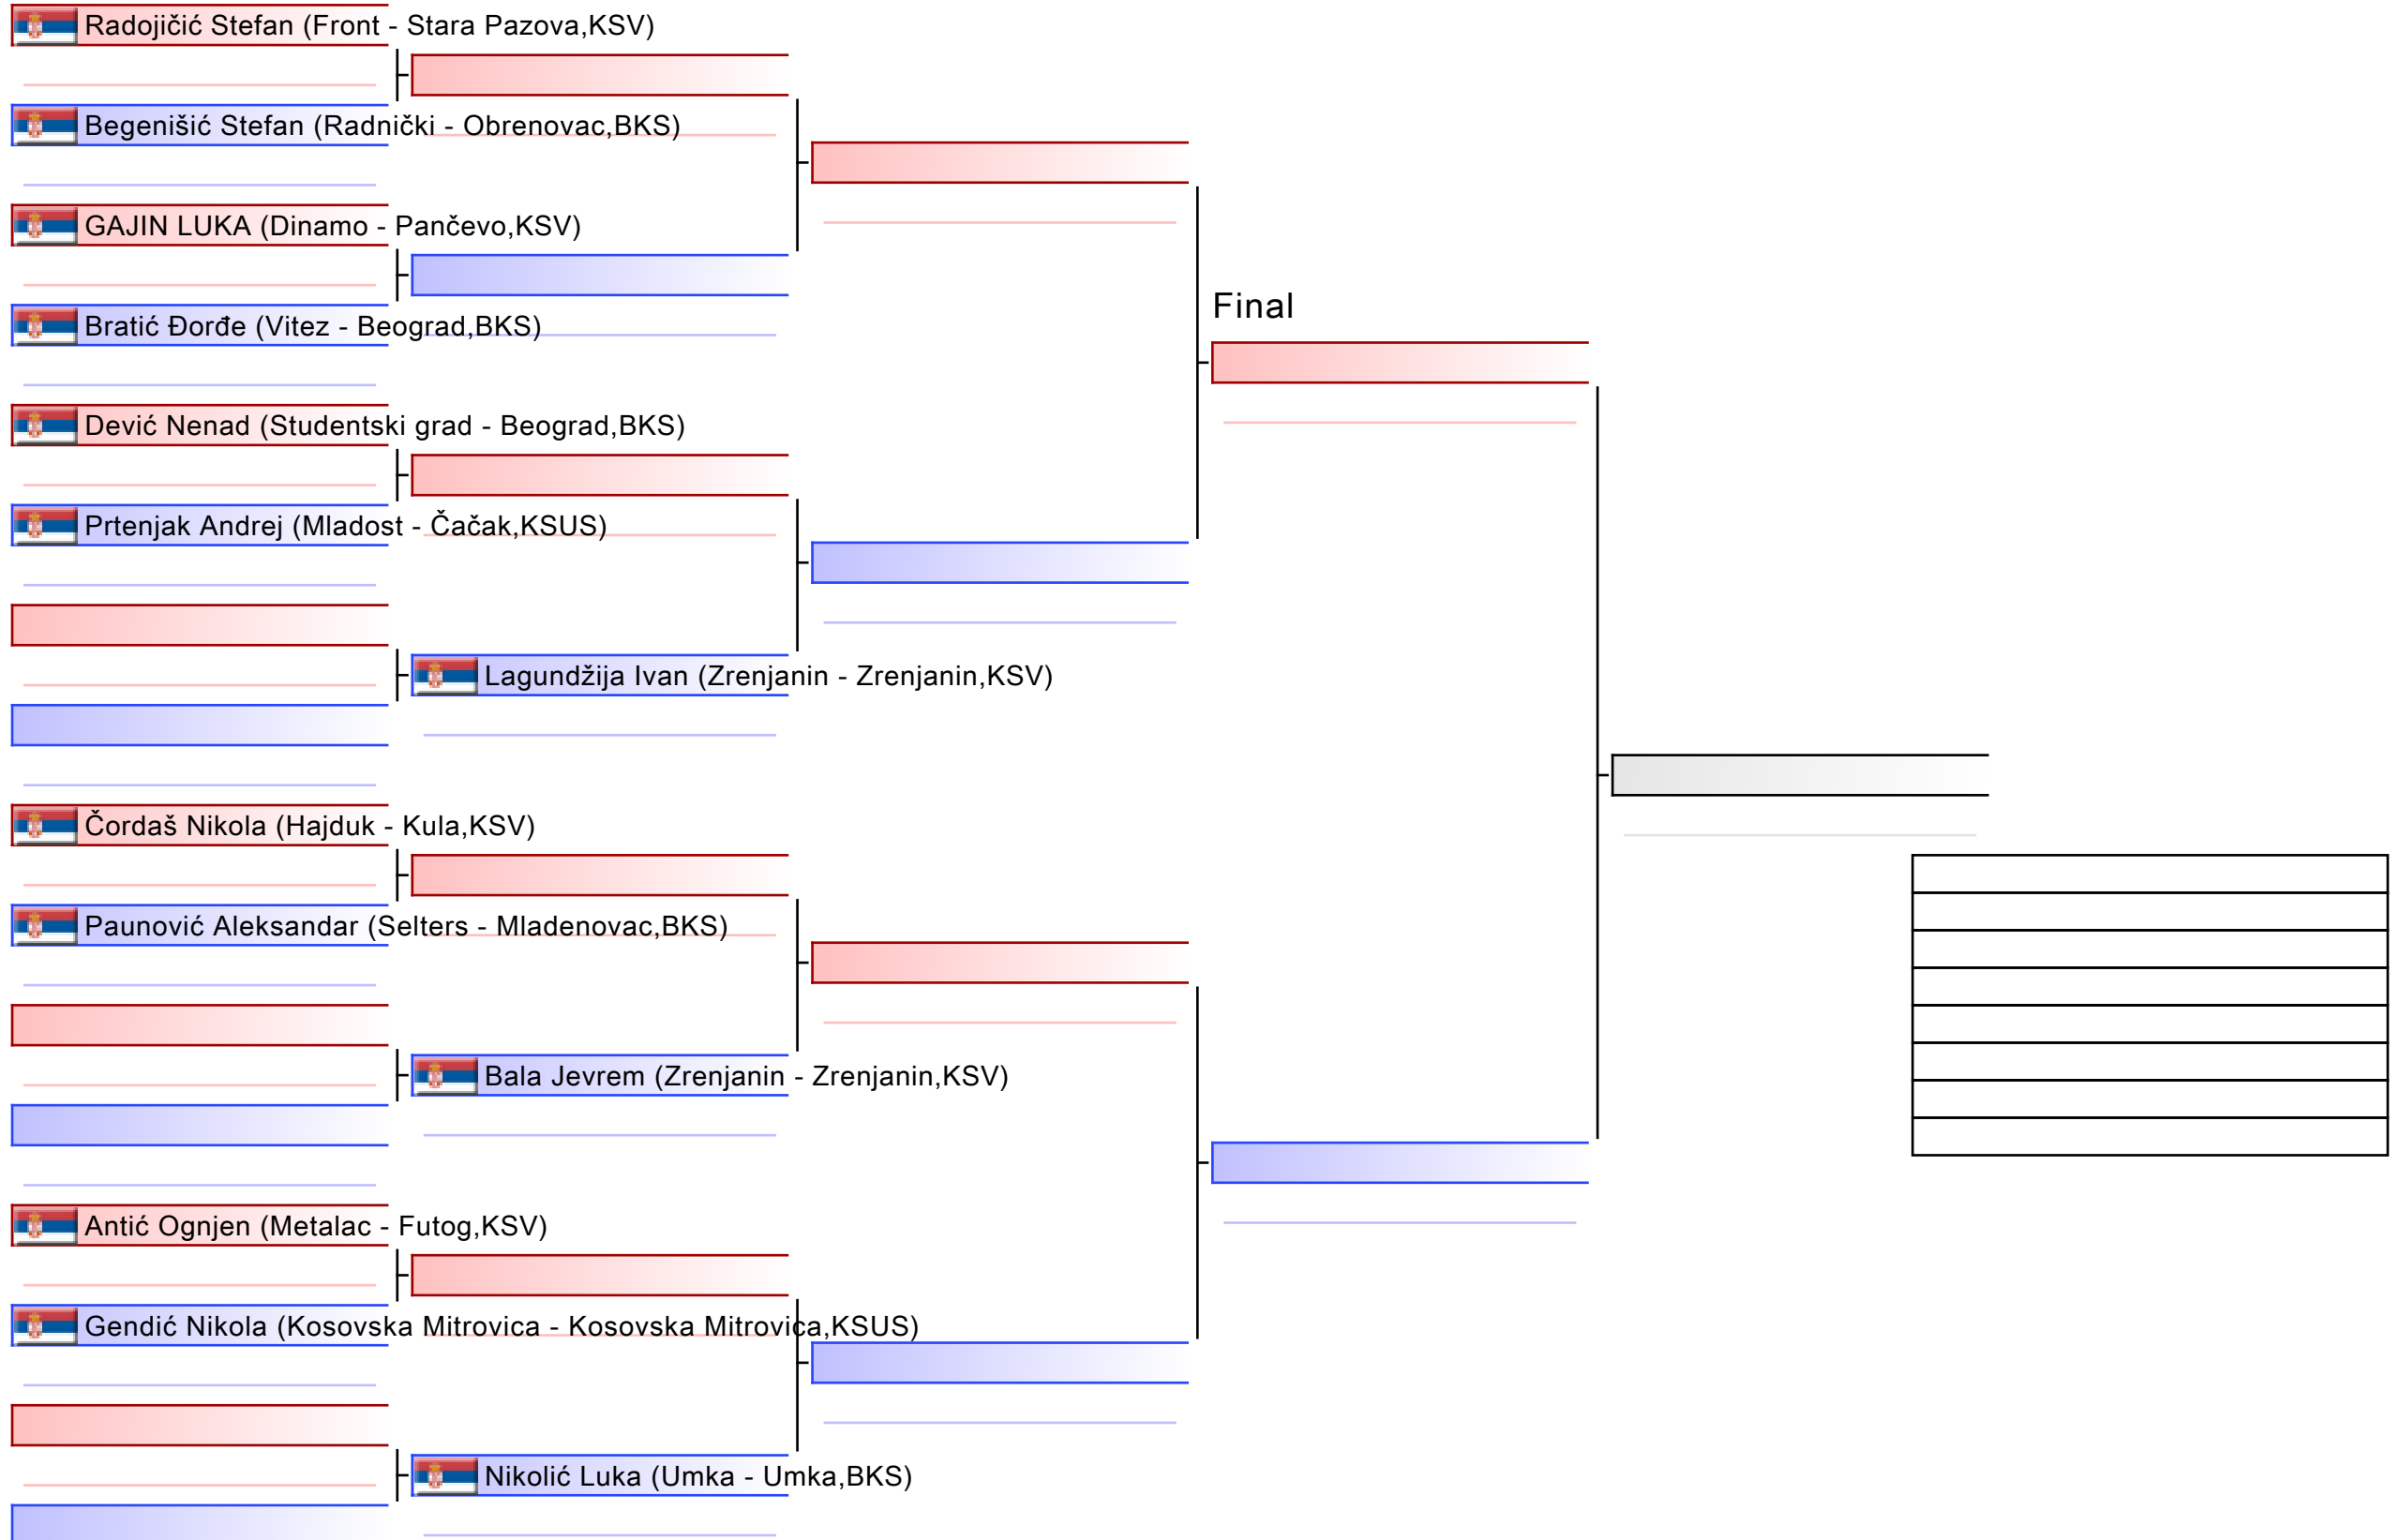 Radojičić Stefan (Front - Stara Pazova,KSV)
Begenišić Stefan (Radnički - Obrenovac,BKS)
GAJIN LUKA (Dinamo - Pančevo,KSV)
Final
Bratić Đorđe (Vitez - Beograd,BKS)
Dević Nenad (Studentski grad - Beograd,BKS)
Prtenjak Andrej (Mladost - Čačak,KSUS)
Lagundžija Ivan (Zrenjanin - Zrenjanin,KSV)
Čordaš Nikola (Hajduk - Kula,KSV)
Paunović Aleksandar (Selters - Mladenovac,BKS)
Bala Jevrem (Zrenjanin - Zrenjanin,KSV)
Antić Ognjen (Metalac - Futog,KSV)
Gendić Nikola (Kosovska Mitrovica - Kosovska Mitrovica,KSUS)
Nikolić Luka (Umka - Umka,BKS)